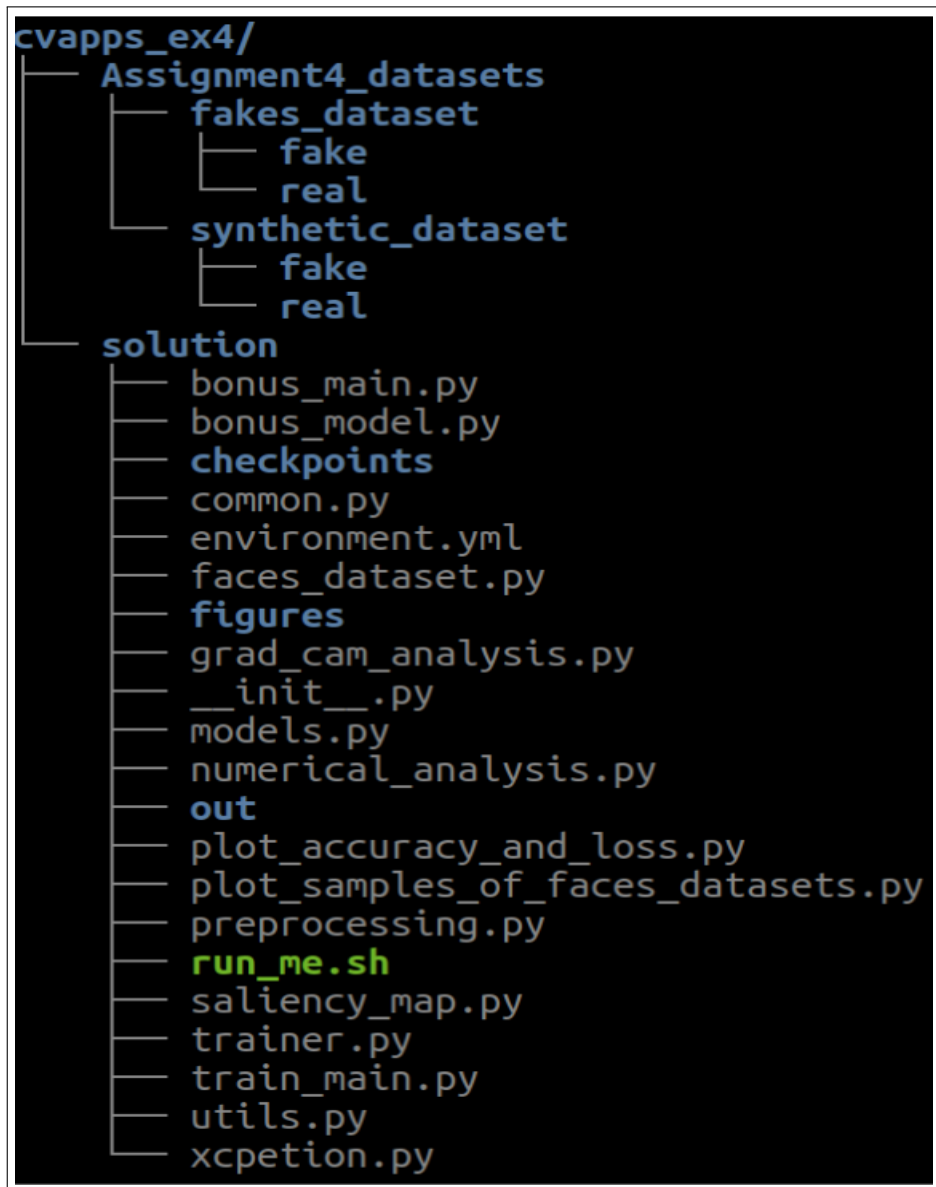 cvapps_ex4/
├── Assignment4_datasets
│   ├── fakes_dataset
│   │   ├── fake
│   │   └── real
│   └── synthetic_dataset
│       ├── fake
│       └── real
└── solution
    ├── bonus_main.py
    ├── bonus_model.py
    ├── checkpoints
    ├── common.py
    ├── environment.yml
    ├── faces_dataset.py
    ├── figures
    ├── grad_cam_analysis.py
    ├── __init__.py
    ├── models.py
    ├── numerical_analysis.py
    ├── out
    ├── plot_accuracy_and_loss.py
    ├── plot_samples_of_faces_datasets.py
    ├── preprocessing.py
    ├── run_me.sh
    ├── saliency_map.py
    ├── trainer.py
    ├── train_main.py
    ├── utils.py
    └── xcpetion.py